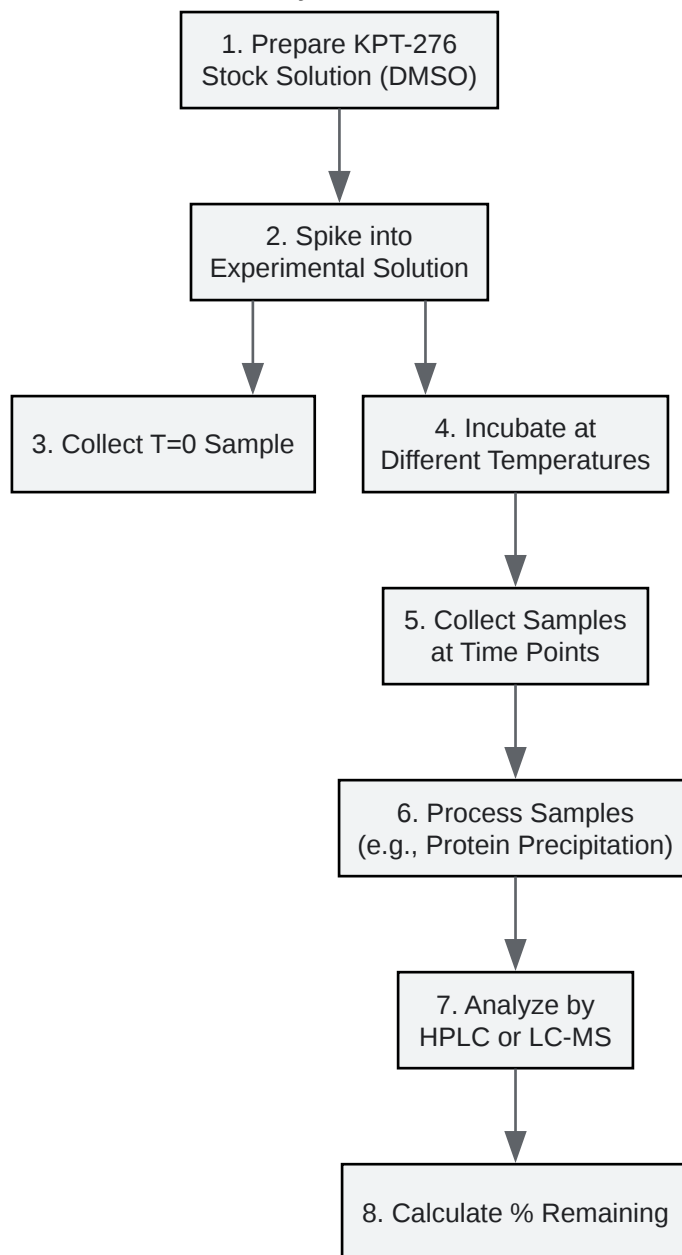 1. Prepare KPT-276
Stock Solution (DMSO)
2. Spike into
Experimental Solution
3. Collect T=0 Sample
4. Incubate at
Different Temperatures
5. Collect Samples
at Time Points
6. Process Samples
(e.g., Protein Precipitation)
7. Analyze by
HPLC or LC-MS
8. Calculate % Remaining